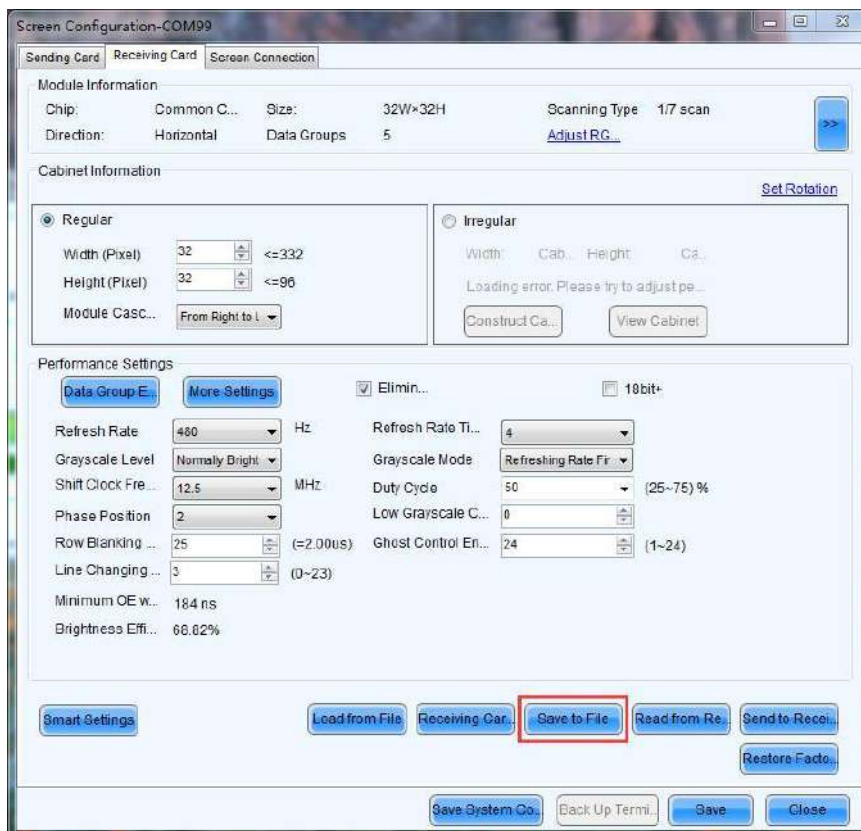 Screen Configuration-COM99
Sending Card Receiving Card Screen Connection
Module Information
Chip: Common C... Size: 32W×32H Scanning Type 1/7 scan
>>
Direction: Horizontal Data Groups 5 Adjust RG...
Cabinet Information
Set Rotation
Regular
Width (Pixel) 32 <=332
Height (Pixel) 32 <=96
Module Casc... From Right to L
Irregular
Width: Cab... Height: Ca...
Loading error. Please try to adjust pe...
Construct Ca... View Cabinet
Performance Settings
Data Group E... More Settings Elimin... 18bit+
Refresh Rate 480 Hz Refresh Rate Ti... 4
Grayscale Level Normally Bright Grayscale Mode Refreshing Rate Fir
Shift Clock Fre... 12.5 MHz Duty Cycle 50 (25~75) %
Phase Position 2 Low Grayscale C... 0
Row Blanking ... 25 (=2.00us) Ghost Control En... 24 (1~24)
Line Changing ... 3 (0~23)
Minimum OE w... 184 ns
Brightness Effi... 68.82%
Smart Settings Load from File Receiving Car... Save to File Read from Re... Send to Recei...
Restore Facto...
Save System Co... Back Up Termi... Save Close